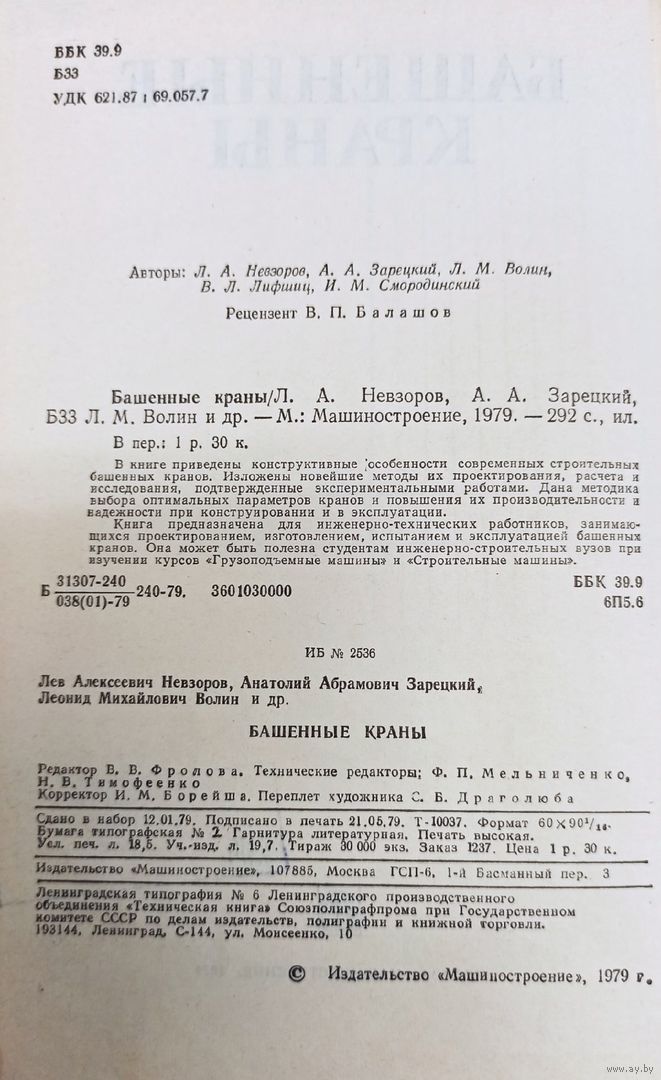 ББК 39.9
Б33
УДК 621.87 : 69.057.7
Авторы: Л. А. Невзоров, А. А. Зарецкий, Л. М. Волин,
В. Л. Лифшиц, И. М. Смородинский
Рецензент В. П. Балашов
Башенные краны/Л. А. Невзоров, А. А. Зарецкий,
Б33 Л. М. Волин и др. — М.: Машиностроение, 1979. — 292 с., ил.
В пер.: 1 р. 30 к.
В книге приведены конструктивные особенности современных строительных
башенных кранов. Изложены новейшие методы их проектирования, расчета и
исследования, подтвержденные экспериментальными работами. Дана методика
выбора оптимальных параметров кранов и повышения их производительности и
надежности при конструировании и в эксплуатации.
Книга предназначена для инженерно-технических работников, занимаю-
щихся проектированием, изготовлением, испытанием и эксплуатацией башенных
кранов. Она может быть полезна студентам инженерно-строительных вузов при
изучении курсов «Грузоподъемные машины» и «Строительные машины».
Б 31307-240 / 038(01)-79 240-79. 3601030000 ББК 39.9
6П5.6
ИБ № 2536
Лев Алексеевич Невзоров, Анатолий Абрамович Зарецкий,
Леонид Михайлович Волин и др.
БАШЕННЫЕ КРАНЫ
Редактор В. В. Фролова. Технические редакторы: Ф. П. Мельниченко,
Н. В. Тимофеенко
Корректор И. М. Борейша. Переплет художника С. Б. Драголюба
Сдано в набор 12.01.79. Подписано в печать 21.05.79. Т-10037. Формат 60×90¹/₁₆.
Бумага типографская № 2. Гарнитура литературная. Печать высокая.
Усл. печ. л. 18,5. Уч.-изд. л. 19,7. Тираж 30 000 экз. Заказ 1237. Цена 1 р. 30 к.
Издательство «Машиностроение», 107885, Москва ГСП-6, 1-й Басманный пер. 3
Ленинградская типография № 6 Ленинградского производственного
объединения «Техническая книга» Союзполиграфпрома при Государственном
комитете СССР по делам издательств, полиграфии и книжной торговли.
193144, Ленинград, С-144, ул. Моисеенко, 10
© Издательство «Машиностроение», 1979 г.
www.ay.by